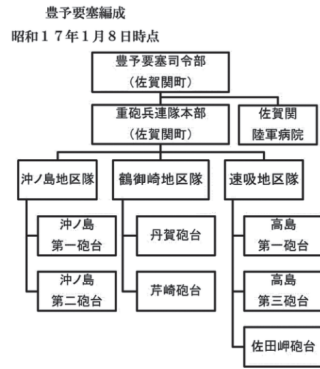 豊予要塞編成
昭和１７年１月８日時点
豊予要塞司令部
（佐賀関町）
重砲兵連隊本部
（佐賀関町）
佐賀関
陸軍病院
沖ノ島地区隊
鶴御崎地区隊
速吸地区隊
沖ノ島
第一砲台
丹賀砲台
高島
第一砲台
沖ノ島
第二砲台
芹崎砲台
高島
第三砲台
佐田岬砲台